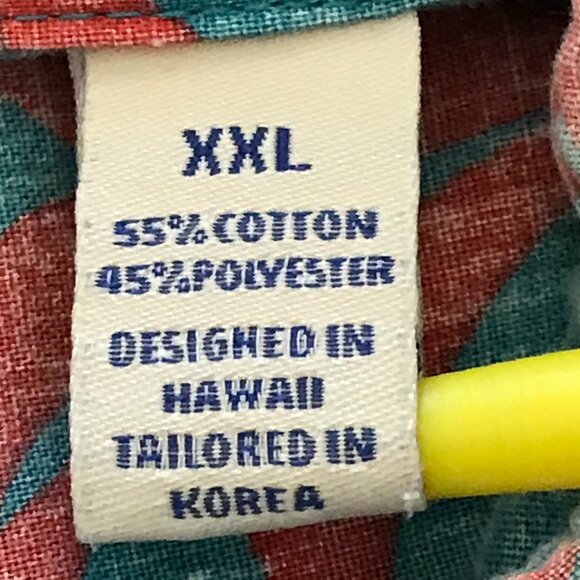 XXL
55% COTTON
45% POLYESTER
DESIGNED IN
HAWAII
TAILORED IN
KOREA